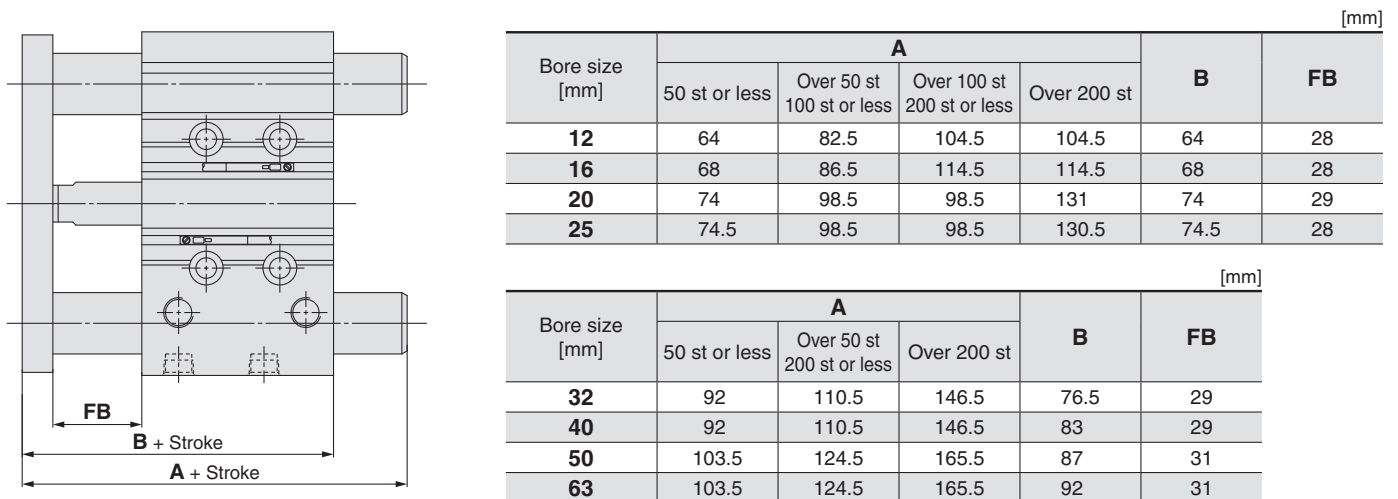 FB
B + Stroke
A + Stroke
[mm]
Bore size [mm] A B FB
50 st or less Over 50 st 100 st or less Over 100 st 200 st or less Over 200 st
12 64 82.5 104.5 104.5 64 28
16 68 86.5 114.5 114.5 68 28
20 74 98.5 98.5 131 74 29
25 74.5 98.5 98.5 130.5 74.5 28
[mm]
Bore size [mm] A B FB
50 st or less Over 50 st 200 st or less Over 200 st
32 92 110.5 146.5 76.5 29
40 92 110.5 146.5 83 29
50 103.5 124.5 165.5 87 31
63 103.5 124.5 165.5 92 31